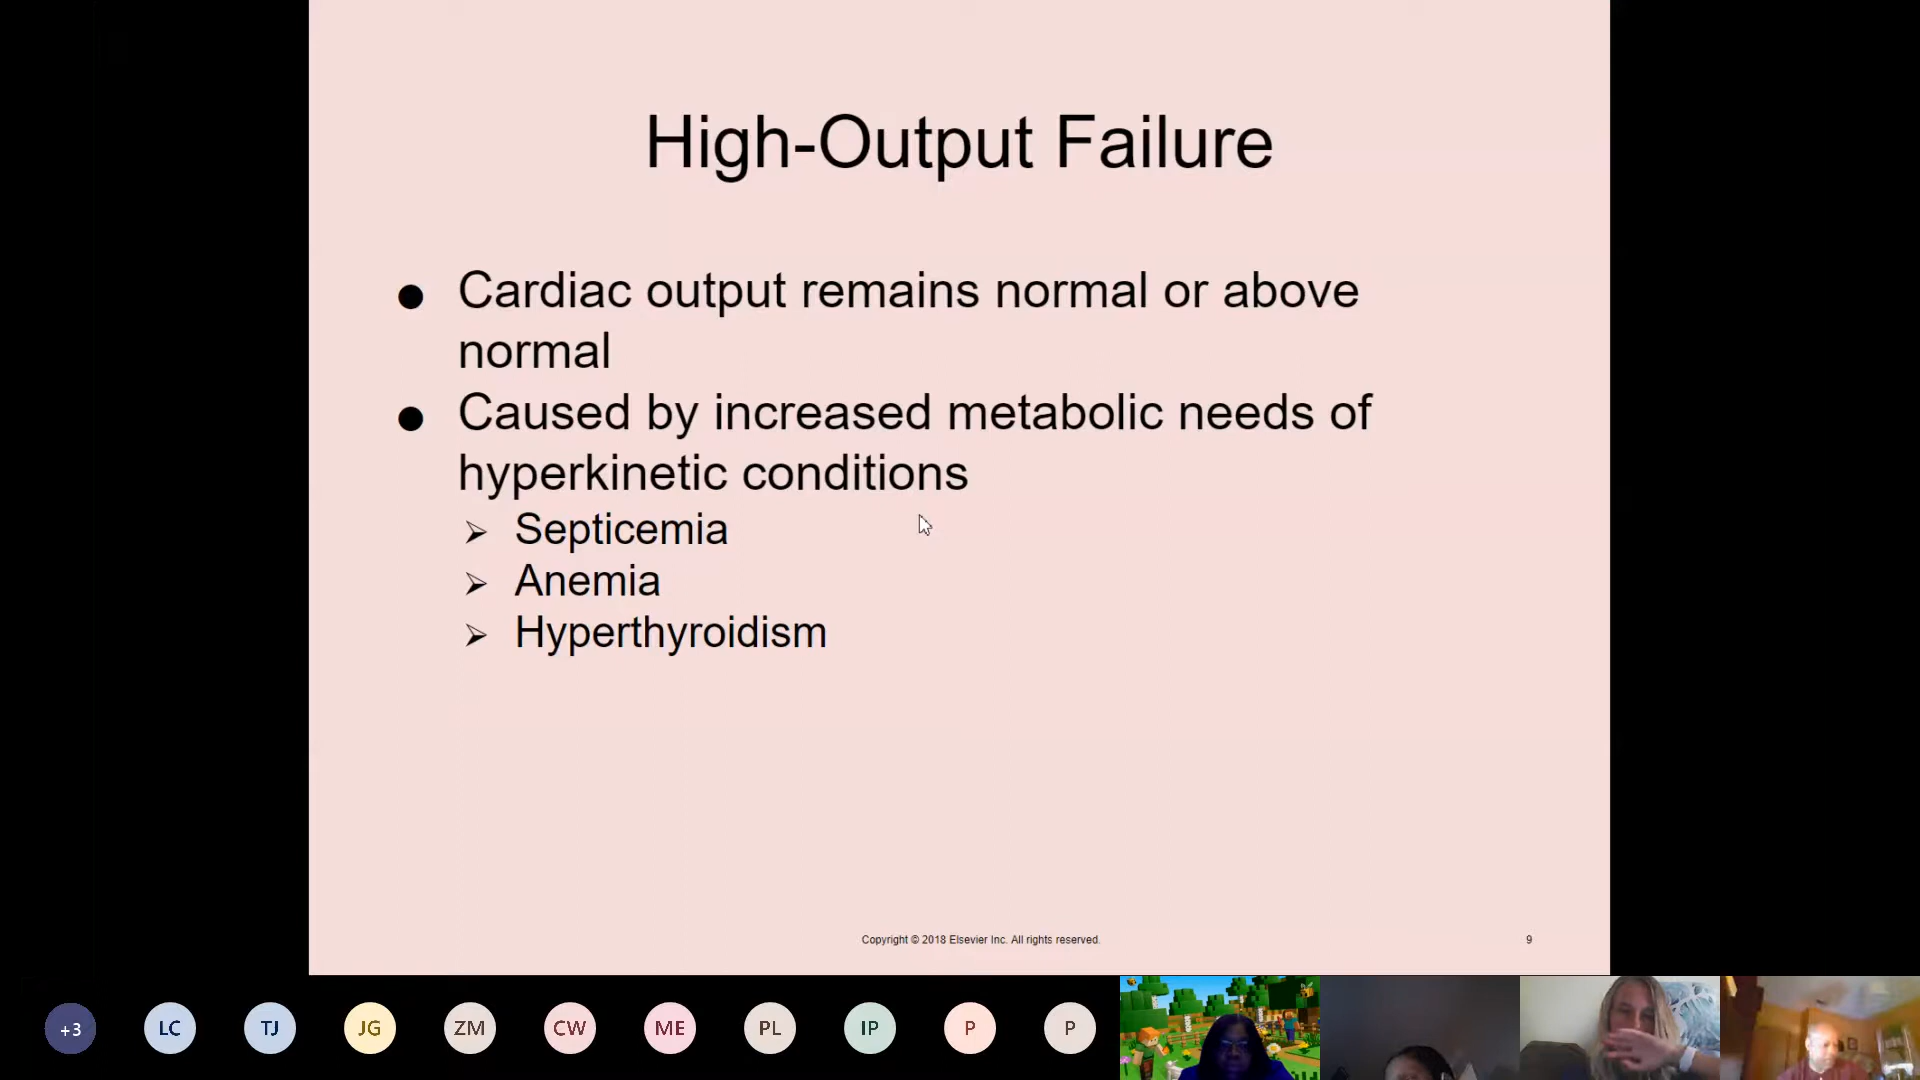 High-Output Failure
● Cardiac output remains normal or above
normal
● Caused by increased metabolic needs of
hyperkinetic conditions
➢ Septicemia
➢ Anemia
➢ Hyperthyroidism
Copyright © 2018 Elsevier Inc. All rights reserved.
9
+3 LC TJ JG ZM CW ME PL IP P P